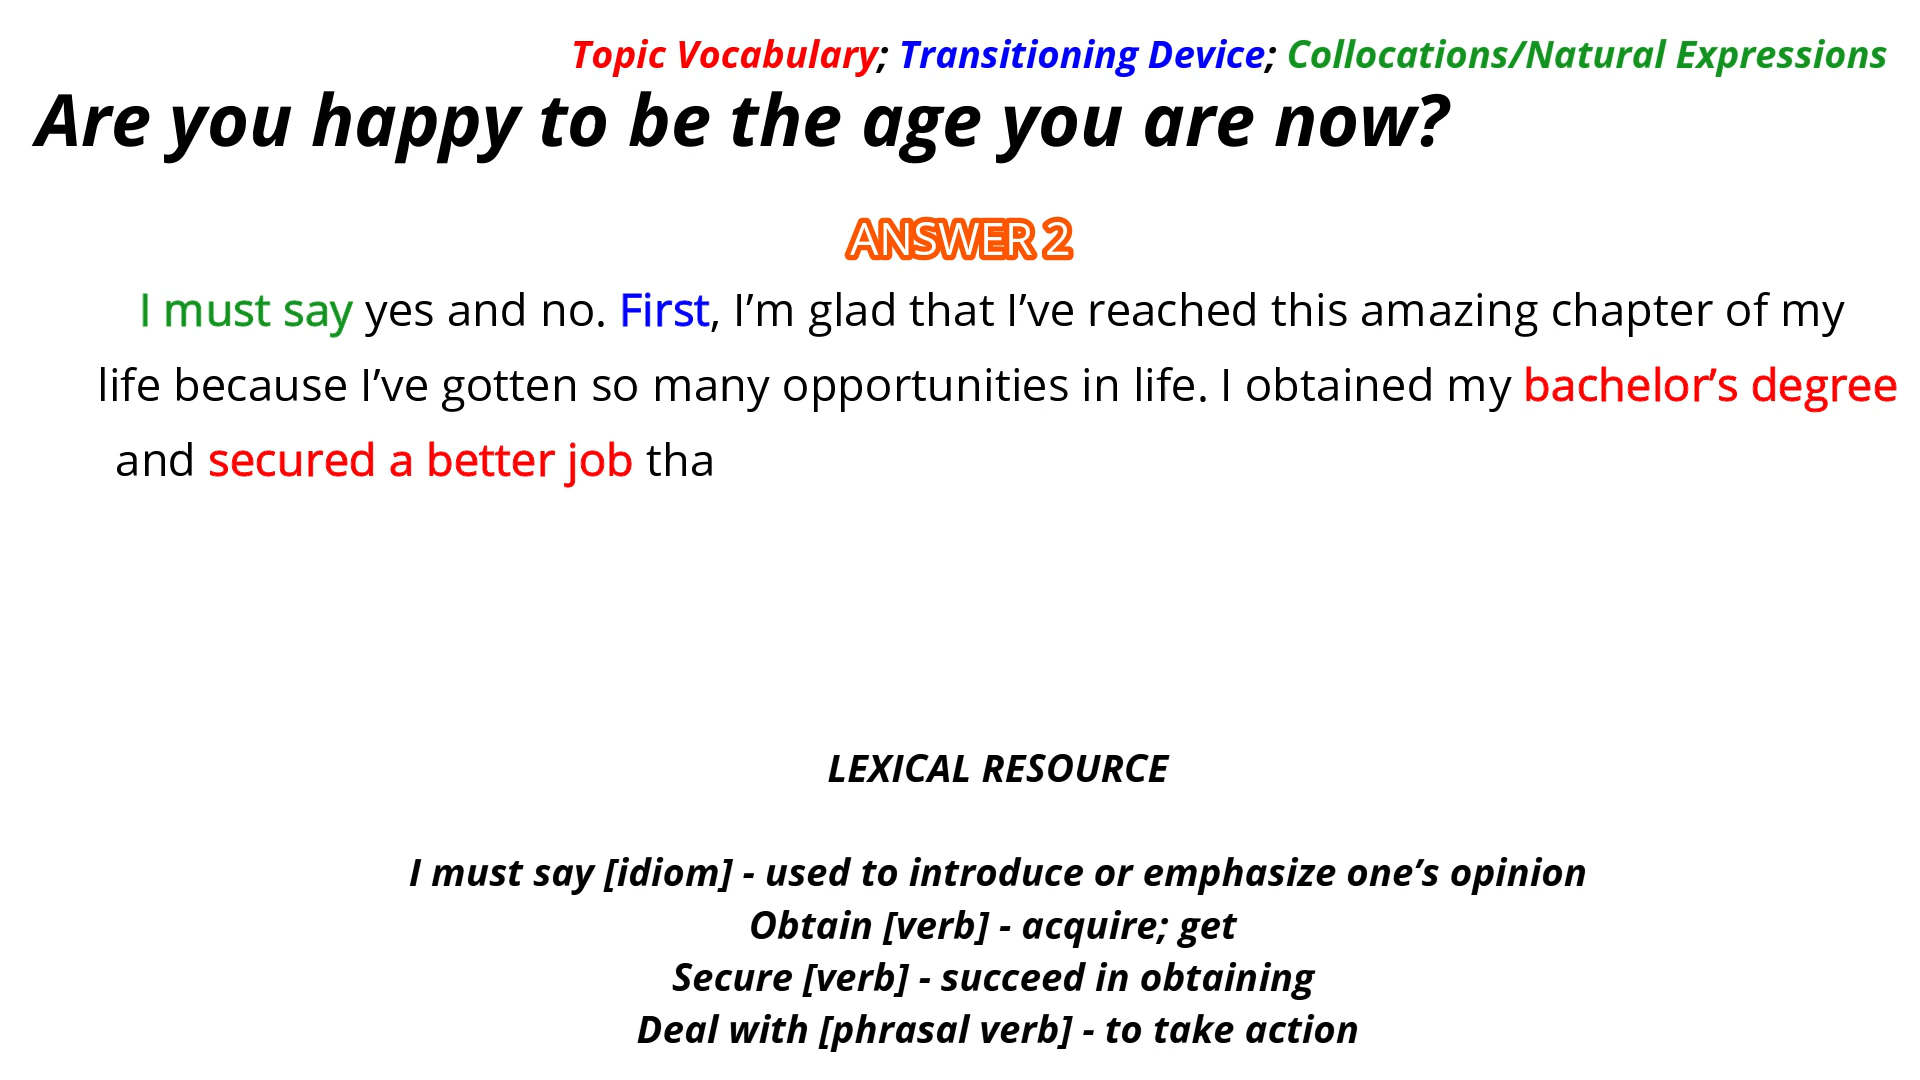 Topic Vocabulary; Transitioning Device; Collocations/Natural Expressions
Are you happy to be the age you are now?
ANSWER 2
I must say yes and no. First, I’m glad that I’ve reached this amazing chapter of my
life because I’ve gotten so many opportunities in life. I obtained my bachelor’s degree
and secured a better job tha
LEXICAL RESOURCE
I must say [idiom] - used to introduce or emphasize one’s opinion
Obtain [verb] - acquire; get
Secure [verb] - succeed in obtaining
Deal with [phrasal verb] - to take action